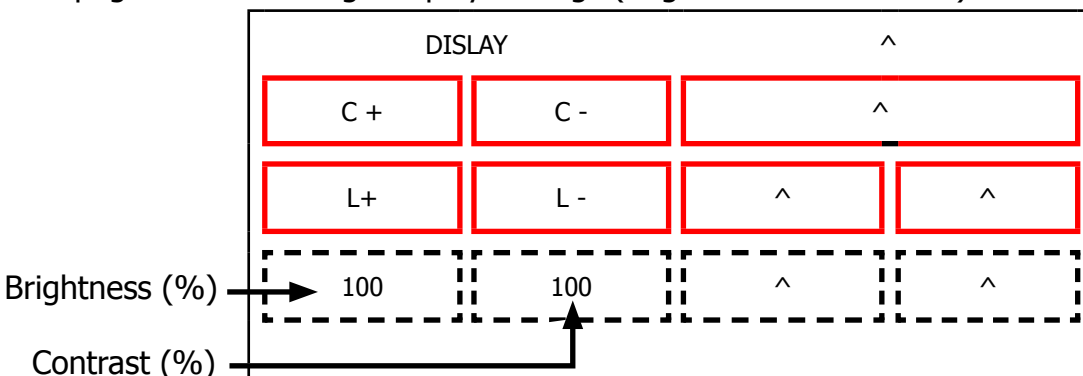 DISLAY ^
C + C - ^
L+ L - ^ ^
Brightness (%) 100 100 ^ ^
Contrast (%)